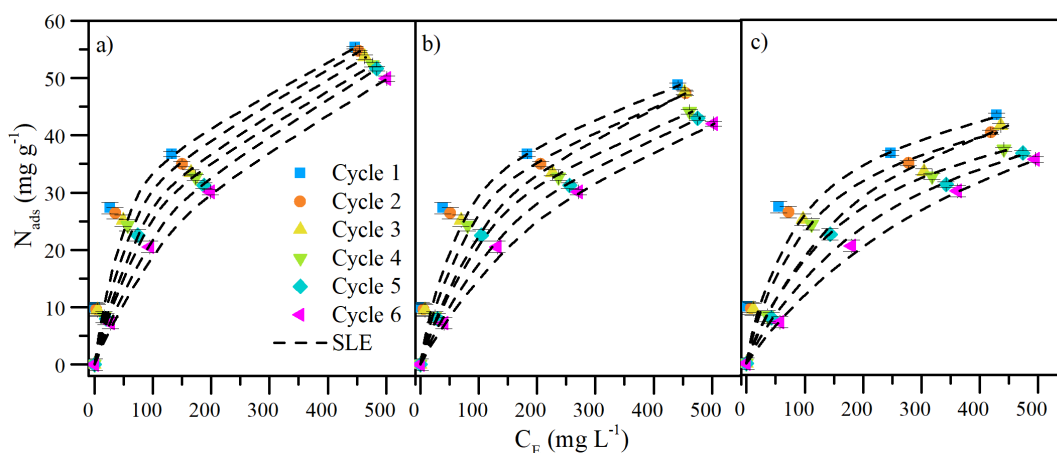 60
50
40
30
20
10
0
N_ads (mg g⁻¹)
a)
b)
c)
Cycle 1
Cycle 2
Cycle 3
Cycle 4
Cycle 5
Cycle 6
SLE
0 100 200 300 400 500
0 100 200 300 400 500
0 100 200 300 400 500
C_E (mg L⁻¹)